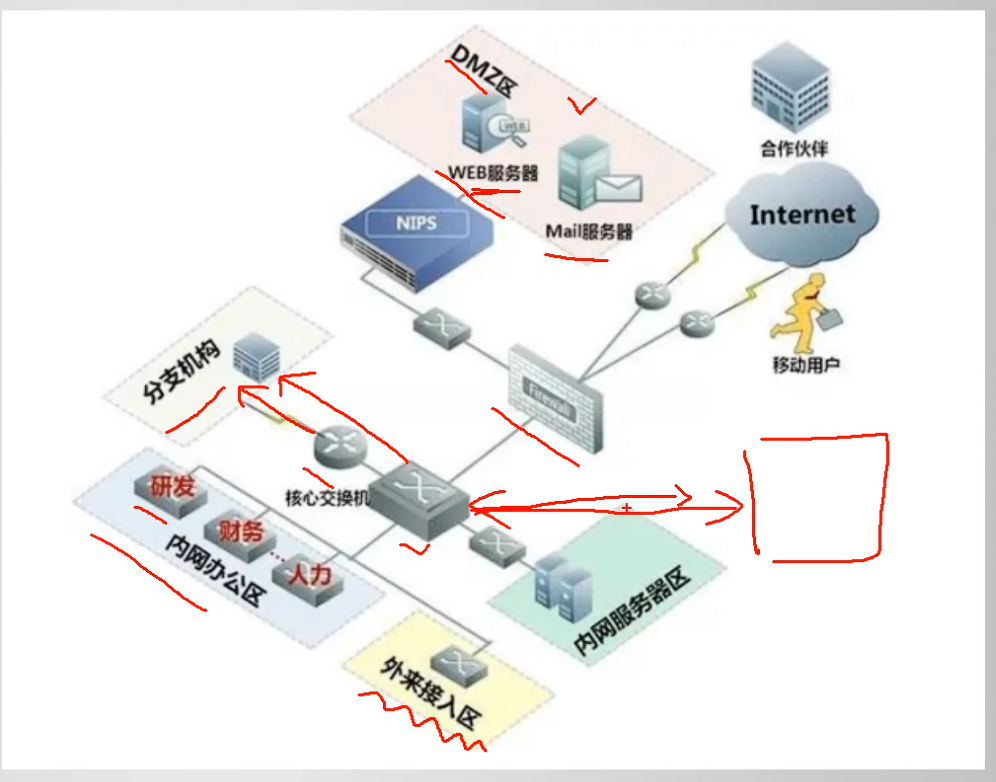 DMZ区
WEB
WEB服务器
Mail服务器
NIPS
合作伙伴
Internet
移动用户
Firewall
分支机构
核心交换机
研发
财务
人力
内网办公区
内网服务器区
外来接入区